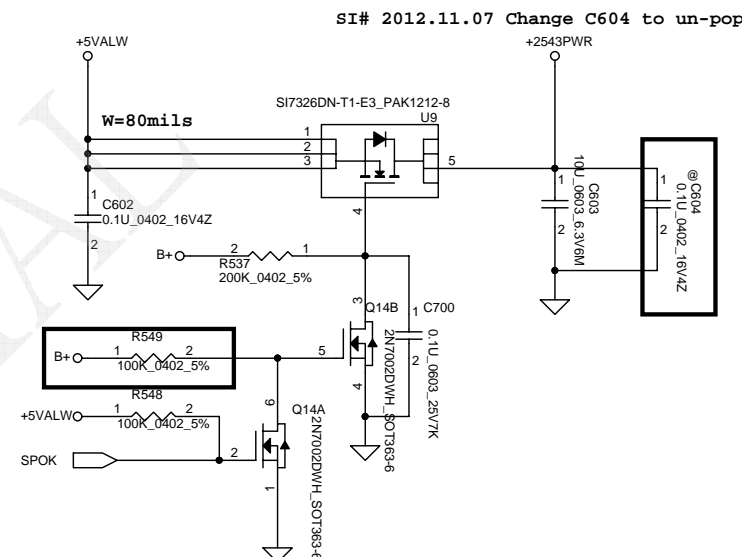 SI# 2012.11.07 Change C604 to un-pop
+5VALW
+2543PWR
SI7326DN-T1-E3_PAK1212-8
U9
W=80mils
1
2
3
5
4
1
C602
0.1U_0402_16V4Z
2
1
C603
10U_0603_6.3V6M
2
1
@C604
0.1U_0402_16V4Z
2
B+
2
1
R537
200K_0402_5%
3
Q14B
2N7002DWH_SOT363-6
5
4
C700
1
0.1U_0603_25V7K
2
R549
B+
1
2
100K_0402_5%
R548
+5VALW
1
2
100K_0402_5%
6
Q14A
2N7002DWH_SOT363-6
SPOK
2
1
AL